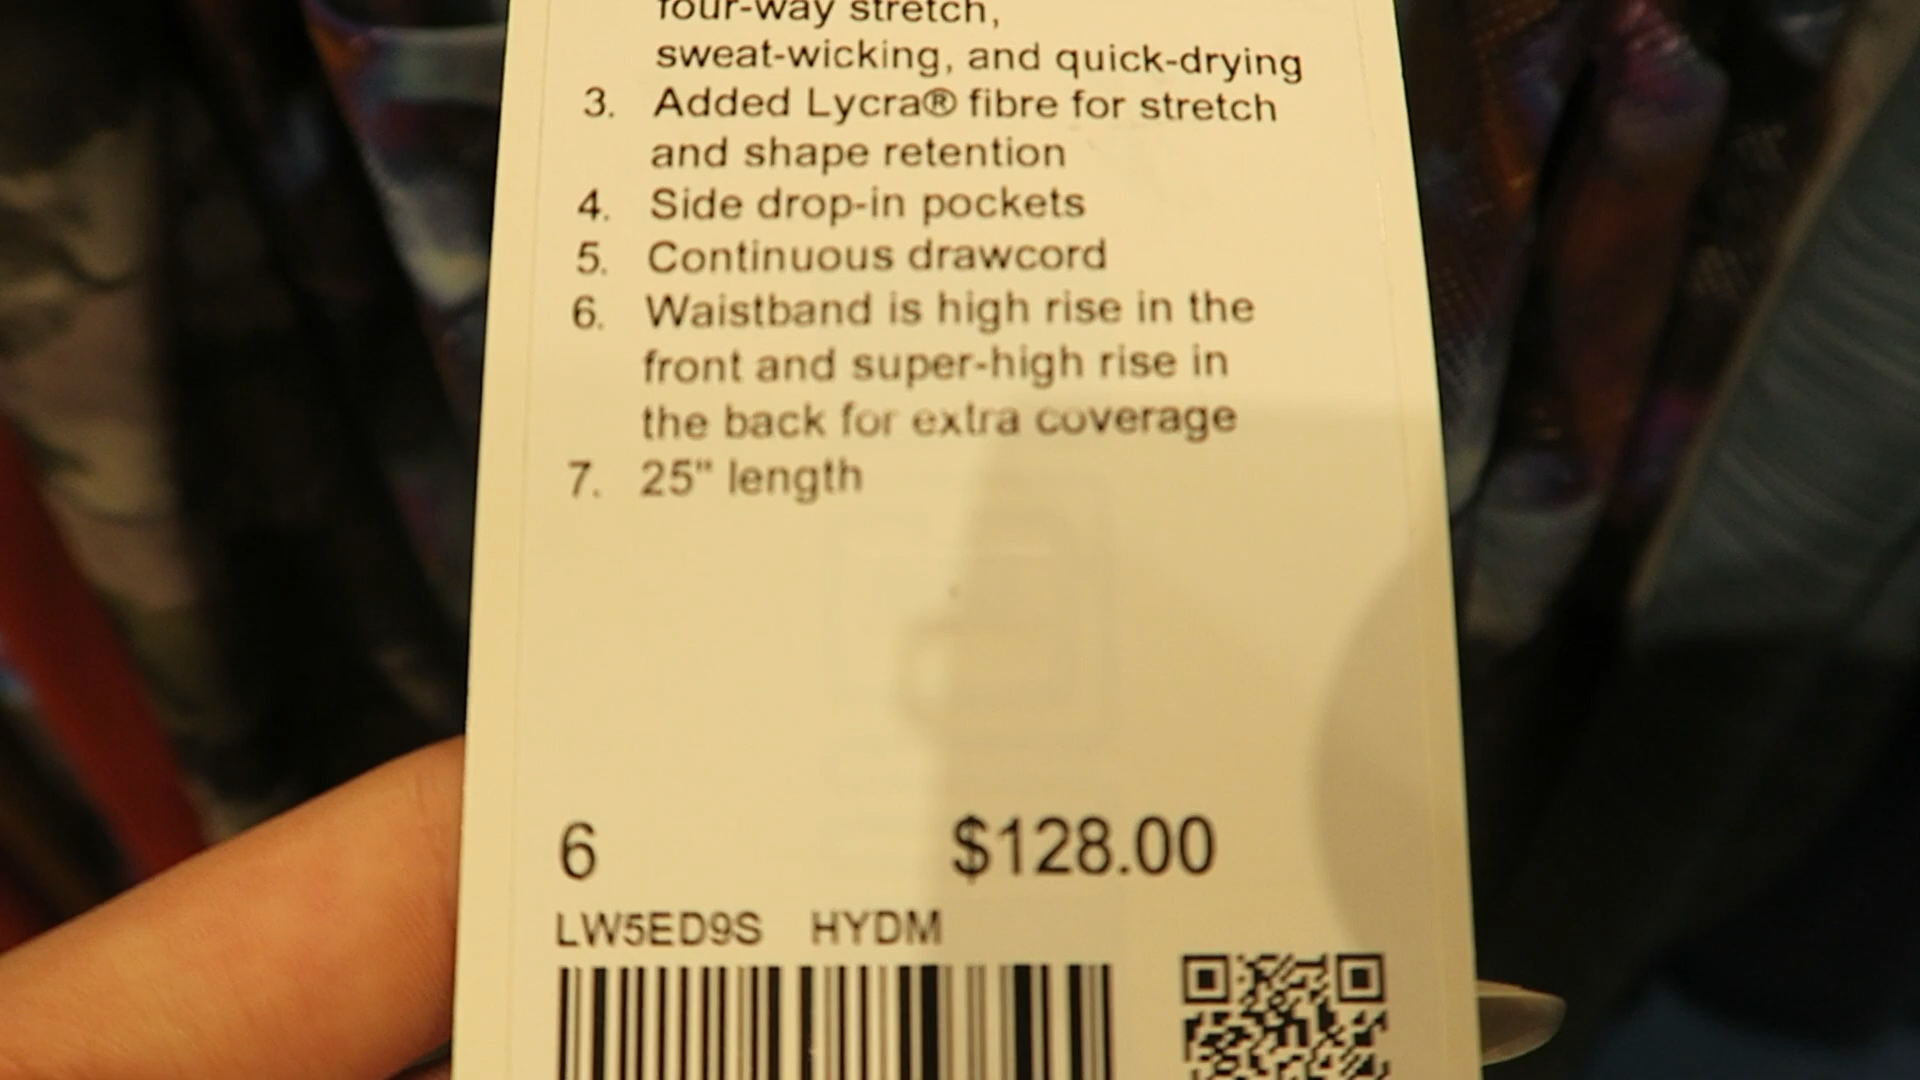 four-way stretch,
sweat-wicking, and quick-drying
3. Added Lycra® fibre for stretch
and shape retention
4. Side drop-in pockets
5. Continuous drawcord
6. Waistband is high rise in the
front and super-high rise in
the back for extra coverage
7. 25" length
6 $128.00
LW5ED9S HYDM